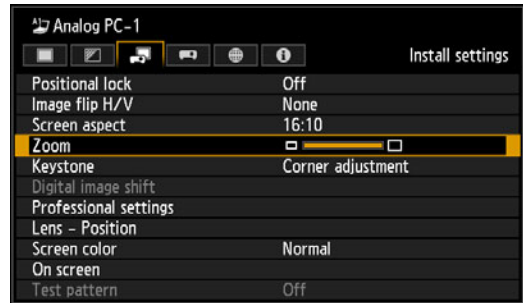 Analog PC-1
Install settings
Positional lock Off
Image flip H/V None
Screen aspect 16:10
Zoom
Keystone Corner adjustment
Digital image shift
Professional settings
Lens - Position
Screen color Normal
On screen
Test pattern Off